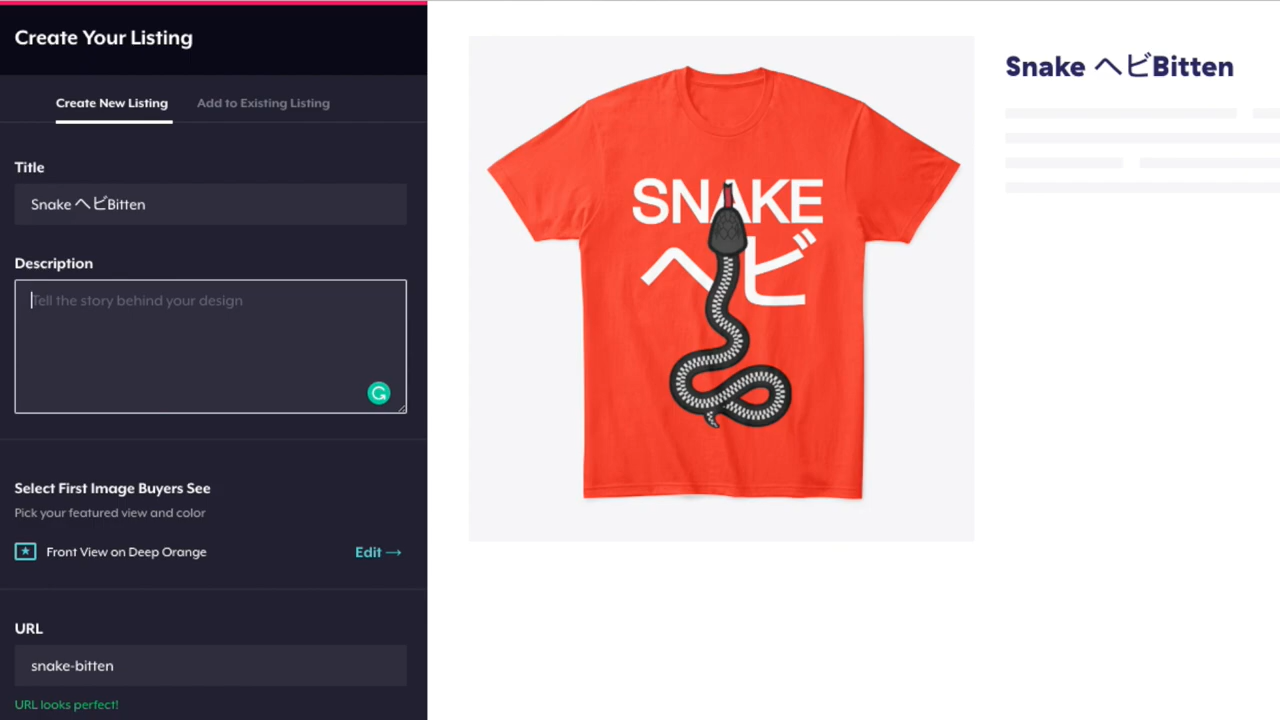 Create Your Listing
Create New Listing
Add to Existing Listing
Title
Snake ヘビBitten
Description
Tell the story behind your design
Select First Image Buyers See
Pick your featured view and color
Front View on Deep Orange
Edit →
URL
snake-bitten
URL looks perfect!
SNAKE
ヘビ
Snake ヘビBitten